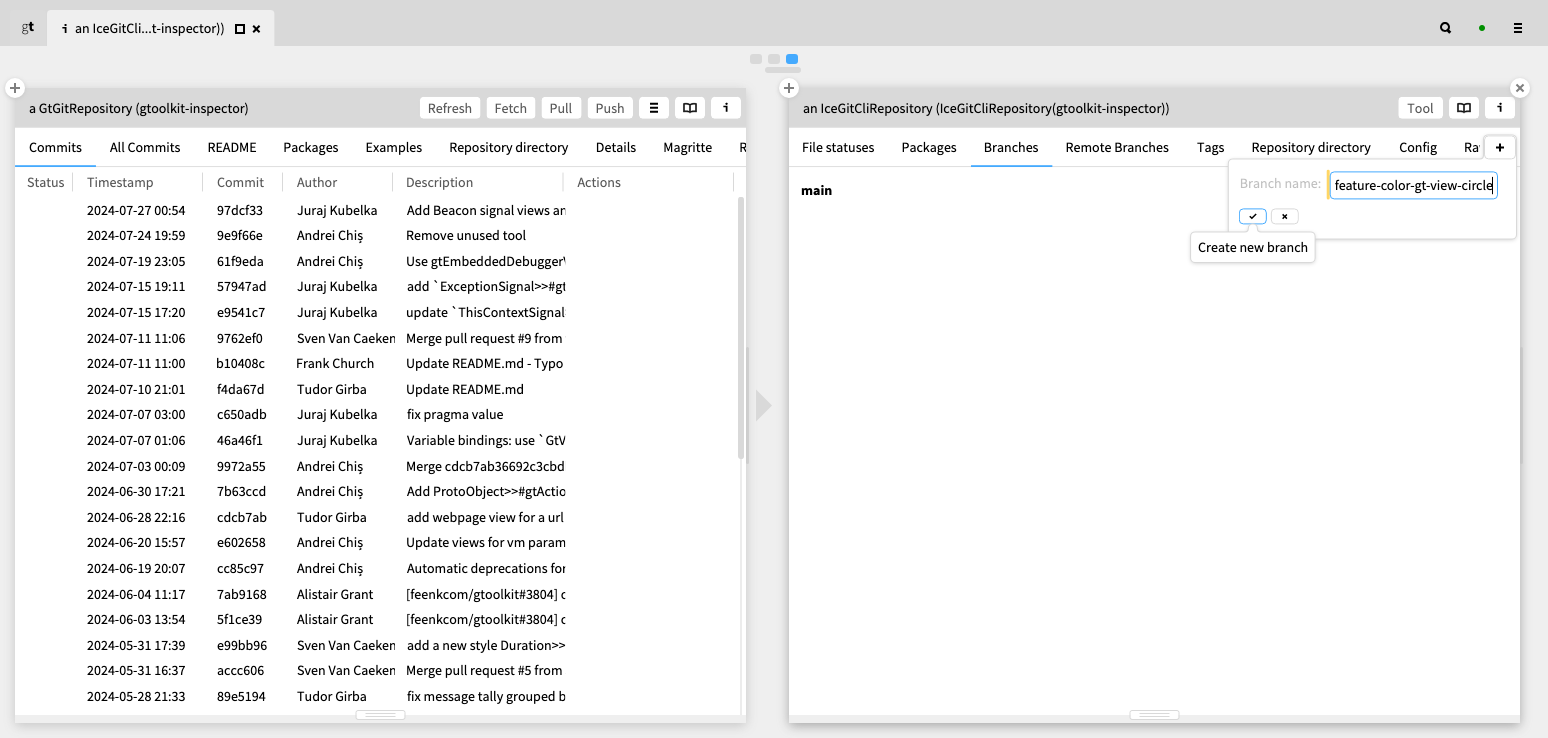 gt
i an IceGitCli...t-inspector))
a GtGitRepository (gtoolkit-inspector)
Refresh
Fetch
Pull
Push
i
Commits
All Commits
README
Packages
Examples
Repository directory
Details
Magritte
R
Status
Timestamp
Commit
Author
Description
Actions
2024-07-27 00:54 97dcf33 Juraj Kubelka Add Beacon signal views an
2024-07-24 19:59 9e9f66e Andrei Chiș Remove unused tool
2024-07-19 23:05 61f9eda Andrei Chiș Use gtEmbeddedDebugger
2024-07-15 19:11 57947ad Juraj Kubelka add `ExceptionSignal>>#gt
2024-07-15 17:20 e9541c7 Juraj Kubelka update `ThisContextSignal
2024-07-11 11:06 9762ef0 Sven Van Caeken Merge pull request #9 from
2024-07-11 11:00 b10408c Frank Church Update README.md - Typo
2024-07-10 21:01 f4da67d Tudor Girba Update README.md
2024-07-07 03:00 c650adb Juraj Kubelka fix pragma value
2024-07-07 01:06 46a46f1 Juraj Kubelka Variable bindings: use `GtV
2024-07-03 00:09 9972a55 Andrei Chiș Merge cdcb7ab36692c3cbd
2024-06-30 17:21 7b63ccd Andrei Chiș Add ProtoObject>>#gtActio
2024-06-28 22:16 cdcb7ab Tudor Girba add webpage view for a url
2024-06-20 15:57 e602658 Andrei Chiș Update views for vm param
2024-06-19 20:07 cc85c97 Andrei Chiș Automatic deprecations for
2024-06-04 11:17 7ab9168 Alistair Grant [feenkcom/gtoolkit#3804] c
2024-06-03 13:54 5f1ce39 Alistair Grant [feenkcom/gtoolkit#3804] c
2024-05-31 17:39 e99bb96 Sven Van Caeken add a new style Duration>>
2024-05-31 16:37 accc606 Sven Van Caeken Merge pull request #5 from
2024-05-28 21:33 89e5194 Tudor Girba fix message tally grouped b
an IceGitCliRepository (IceGitCliRepository(gtoolkit-inspector))
Tool
i
File statuses
Packages
Branches
Remote Branches
Tags
Repository directory
Config
Ra
main
Branch name: feature-color-gt-view-circle
Create new branch